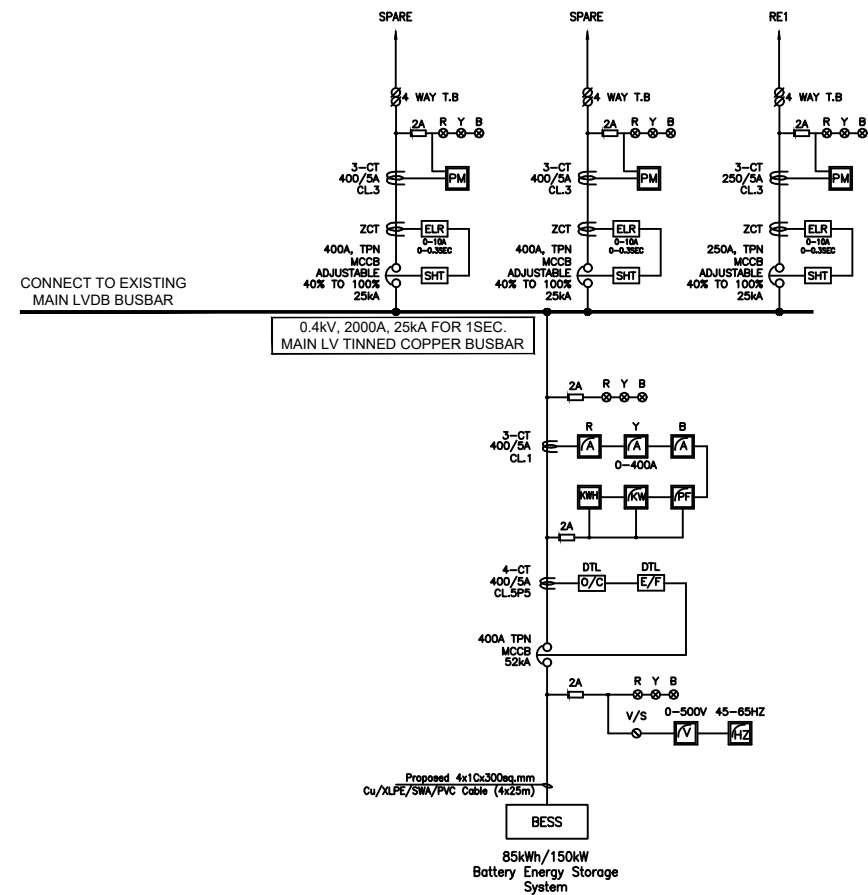 SPARE
SPARE
RE1
4 WAY T.B
4 WAY T.B
4 WAY T.B
2A R Y B
2A R Y B
2A R Y B
3-CT
400/5A
CL.3
PM
3-CT
400/5A
CL.3
PM
3-CT
250/5A
CL.3
PM
ZCT
ELR
0-10A
0-0.3SEC
ZCT
ELR
0-10A
0-0.3SEC
ZCT
ELR
0-10A
0-0.3SEC
400A, TPN
MCCB
ADJUSTABLE
40% TO 100%
25kA
SHT
400A, TPN
MCCB
ADJUSTABLE
40% TO 100%
25kA
SHT
250A, TPN
MCCB
ADJUSTABLE
40% TO 100%
25kA
SHT
CONNECT TO EXISTING
MAIN LVDB BUSBAR
0.4kV, 2000A, 25kA FOR 1SEC.
MAIN LV TINNED COPPER BUSBAR
2A R Y B
3-CT
400/5A
CL.1
R Y B
A A A
0-400A
KWH KW PF
2A
4-CT
400/5A
CL.5P5
DTL DTL
O/C E/F
400A TPN
MCCB
52kA
2A R Y B
V/S 0-500V 45-65HZ
V HZ
Proposed 4x1Cx300sq.mm
Cu/XLPE/SWA/PVC Cable (4x25m)
BESS
85kWh/150kW
Battery Energy Storage
System